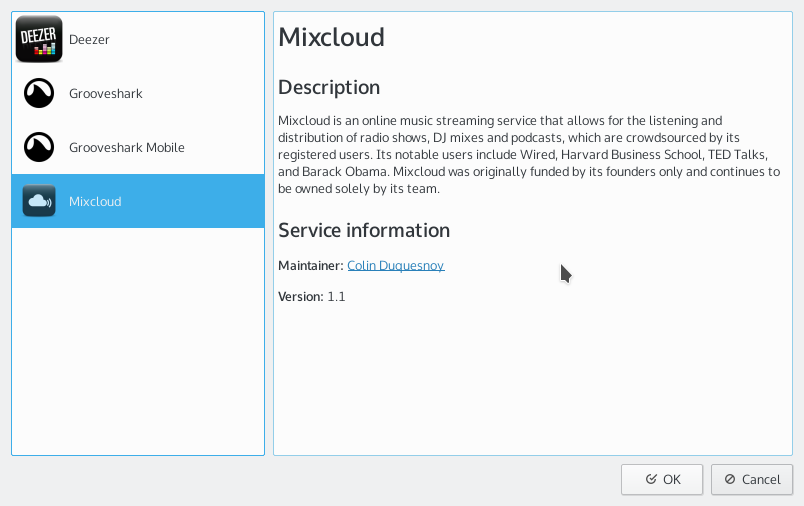 DEEZER
Deezer
Grooveshark
Grooveshark Mobile
Mixcloud
Mixcloud
Description
Mixcloud is an online music streaming service that allows for the listening and
distribution of radio shows, DJ mixes and podcasts, which are crowdsourced by its
registered users. Its notable users include Wired, Harvard Business School, TED Talks,
and Barack Obama. Mixcloud was originally funded by its founders only and continues to
be owned solely by its team.
Service information
Maintainer: Colin Duquesnoy
Version: 1.1
OK
Cancel